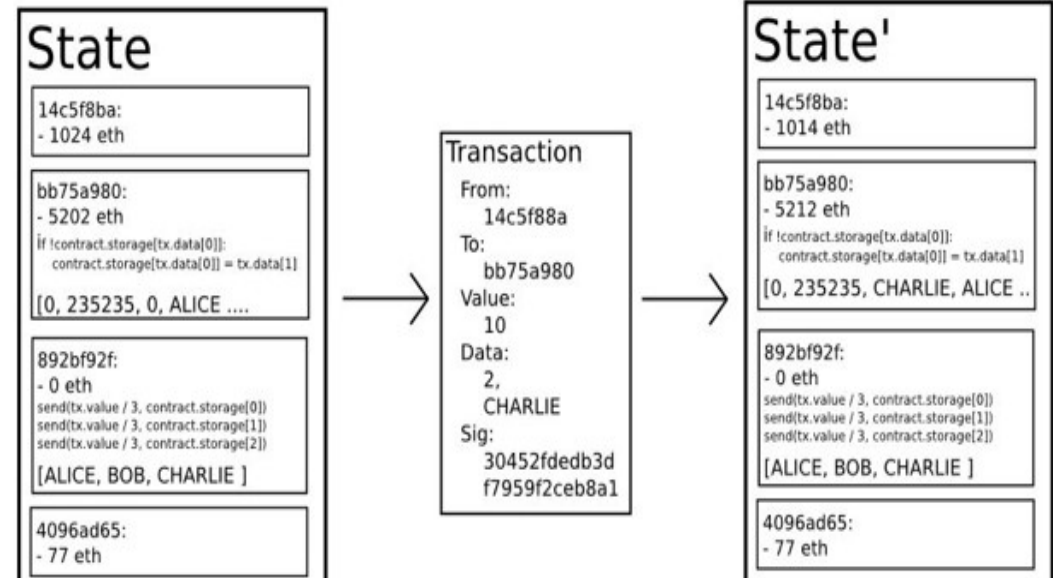 State
14c5f8ba:
- 1024 eth
bb75a980:
- 5202 eth
if !contract.storage[tx.data[0]]:
contract.storage[tx.data[0]] = tx.data[1]
[0, 235235, 0, ALICE ....
892bf92f:
- 0 eth
send(tx.value / 3, contract.storage[0])
send(tx.value / 3, contract.storage[1])
send(tx.value / 3, contract.storage[2])
[ALICE, BOB, CHARLIE ]
4096ad65:
- 77 eth
Transaction
From:
14c5f88a
To:
bb75a980
Value:
10
Data:
2,
CHARLIE
Sig:
30452fdedb3d
f7959f2ceb8a1
State'
14c5f8ba:
- 1014 eth
bb75a980:
- 5212 eth
if !contract.storage[tx.data[0]]:
contract.storage[tx.data[0]] = tx.data[1]
[0, 235235, CHARLIE, ALICE ..
892bf92f:
- 0 eth
send(tx.value / 3, contract.storage[0])
send(tx.value / 3, contract.storage[1])
send(tx.value / 3, contract.storage[2])
[ALICE, BOB, CHARLIE ]
4096ad65:
- 77 eth